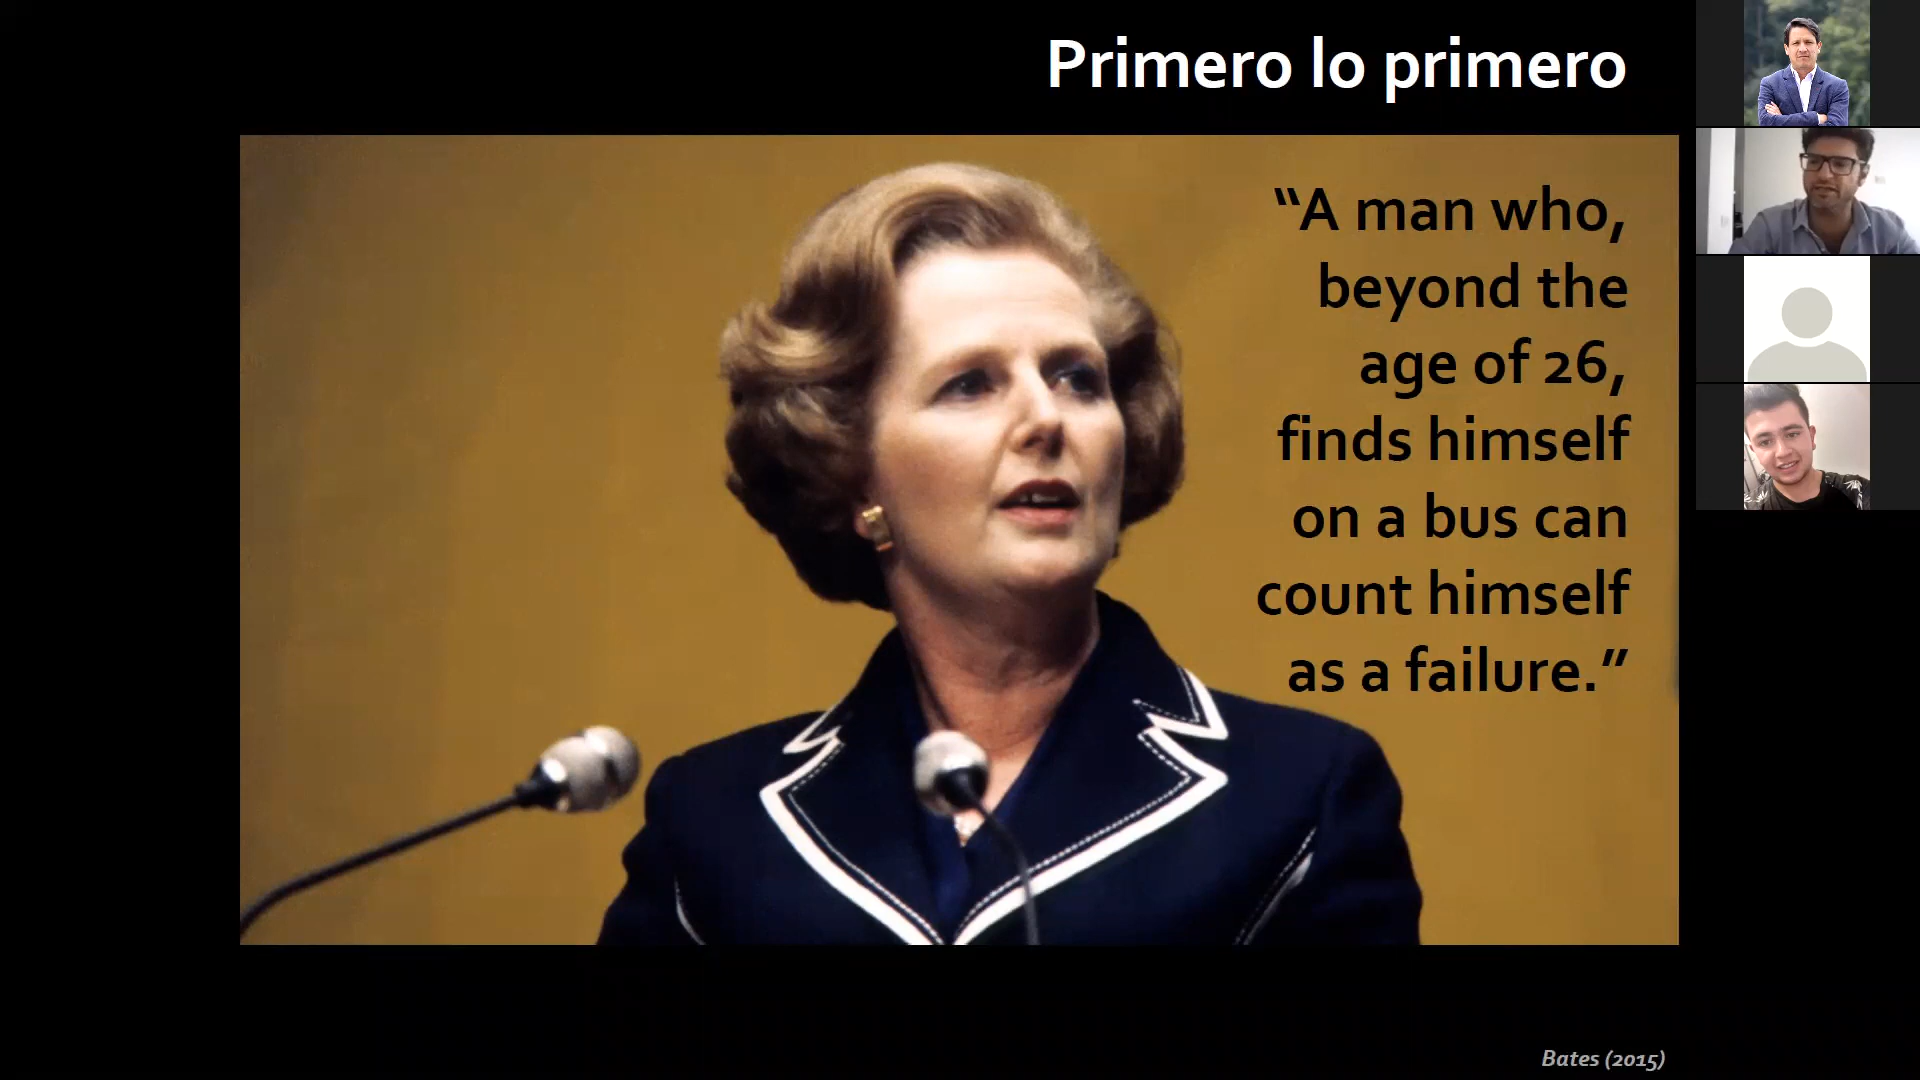 Primero lo primero
“A man who,
beyond the
age of 26,
finds himself
on a bus can
count himself
as a failure.”
Bates (2015)